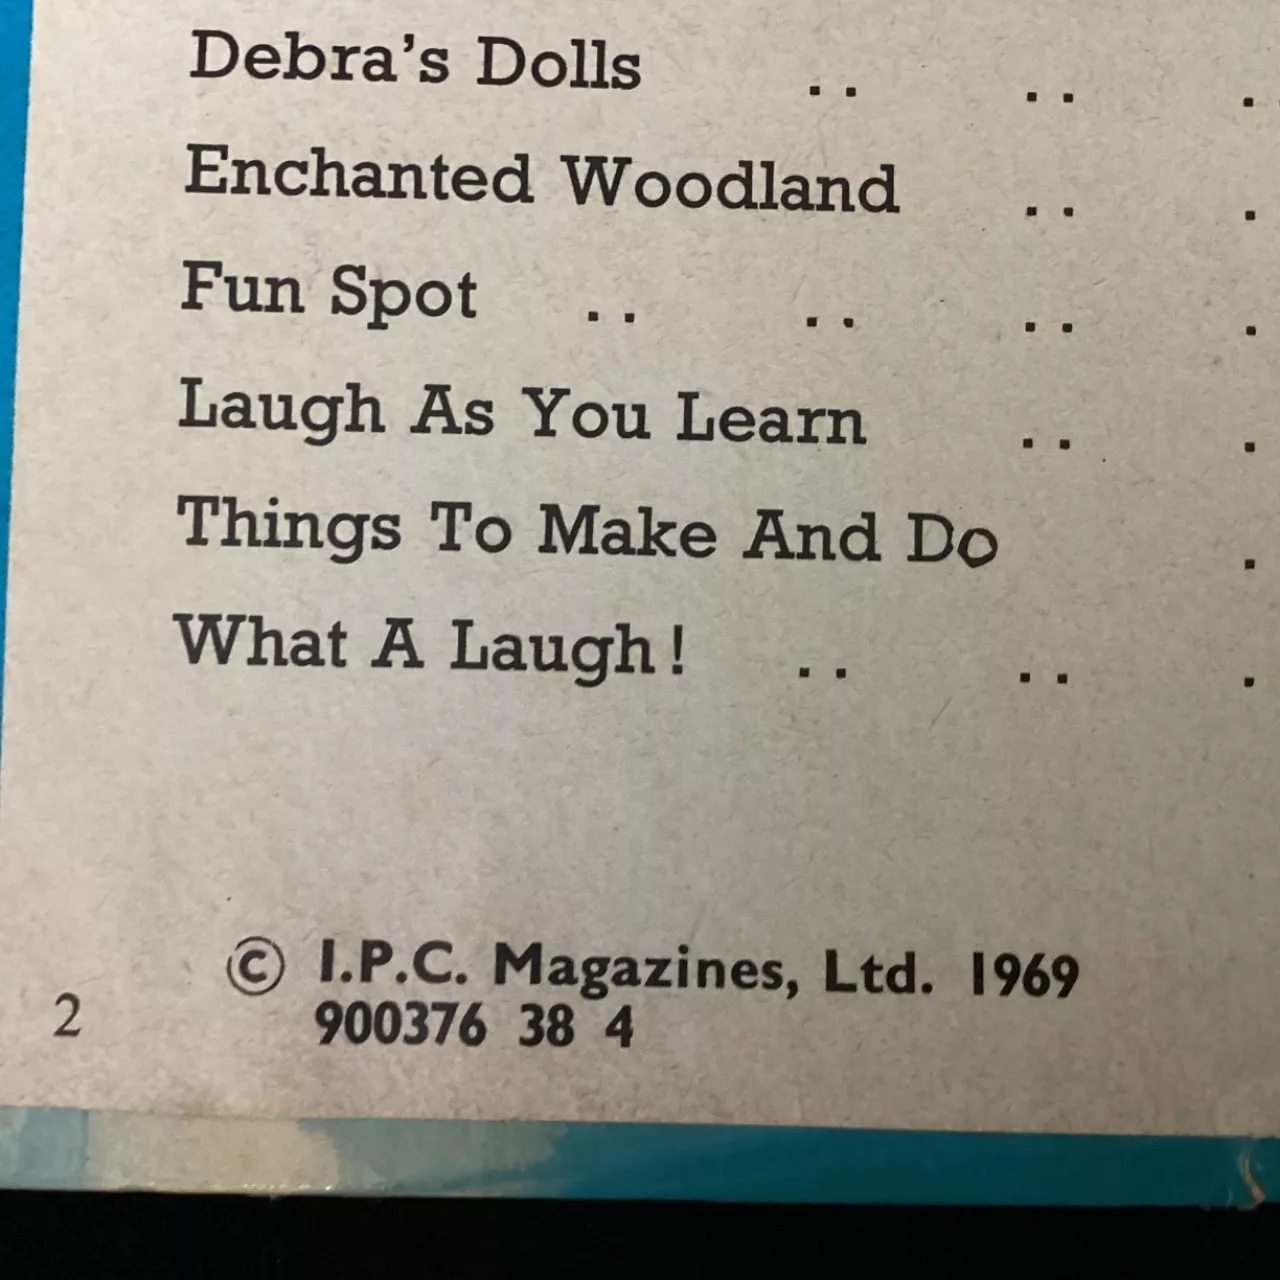 Debra's Dolls .. .. .
Enchanted Woodland .. .
Fun Spot .. .. .. .
Laugh As You Learn .. .
Things To Make And Do .
What A Laugh! .. .. .
© I.P.C. Magazines, Ltd. 1969
900376 38 4
2